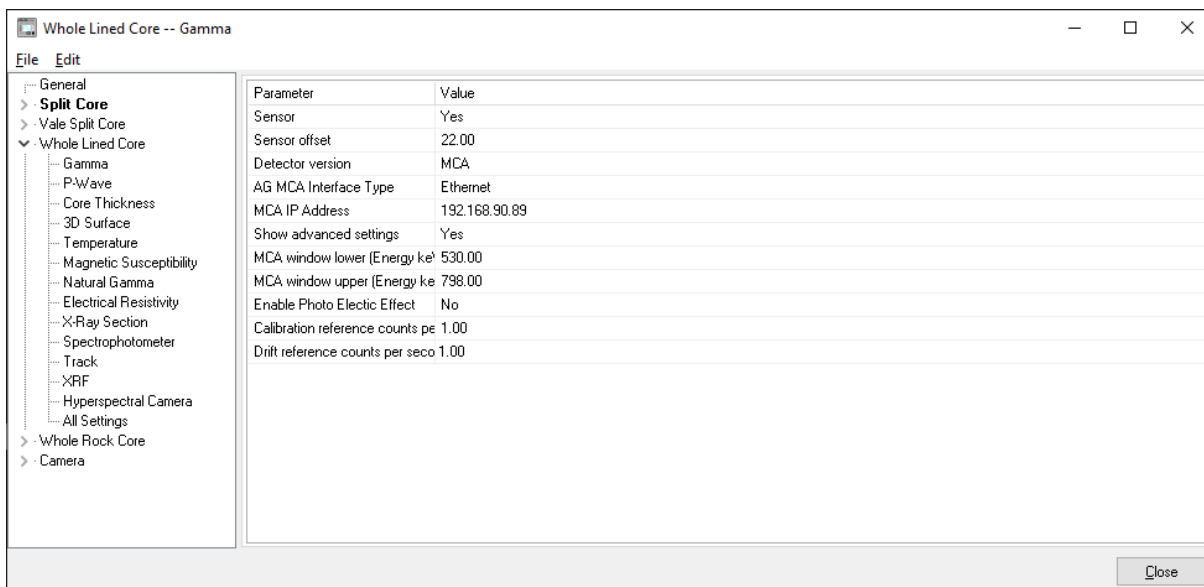 Whole Lined Core -- Gamma
File Edit
General
Split Core
Vale Split Core
Whole Lined Core
Gamma
P-Wave
Core Thickness
3D Surface
Temperature
Magnetic Susceptibility
Natural Gamma
Electrical Resistivity
X-Ray Section
Spectrophotometer
Track
XRF
Hyperspectral Camera
All Settings
Whole Rock Core
Camera
Parameter Value
Sensor Yes
Sensor offset 22.00
Detector version MCA
AG MCA Interface Type Ethernet
MCA IP Address 192.168.90.89
Show advanced settings Yes
MCA window lower (Energy keV 530.00
MCA window upper (Energy ke 798.00
Enable Photo Electic Effect No
Calibration reference counts pe 1.00
Drift reference counts per seco 1.00
Close